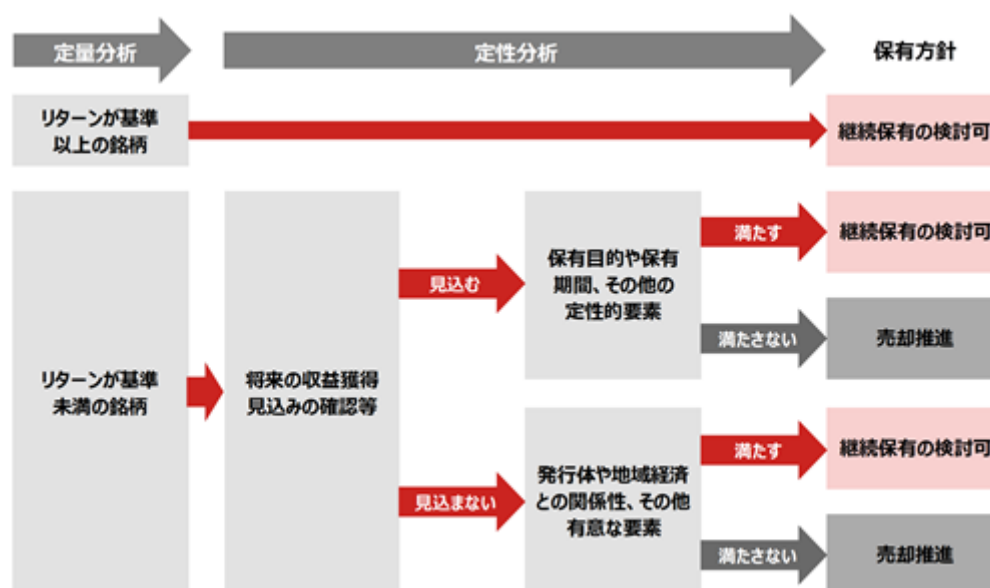 定量分析
定性分析
保有方針
リターンが基準
以上の銘柄
継続保有の検討可
リターンが基準
未満の銘柄
将来の収益獲得
見込みの確認等
見込む
保有目的や保有
期間、その他の
定性的要素
満たす
継続保有の検討可
満たさない
売却推進
見込まない
発行体や地域経済
との関係性、その他
有意な要素
満たす
継続保有の検討可
満たさない
売却推進